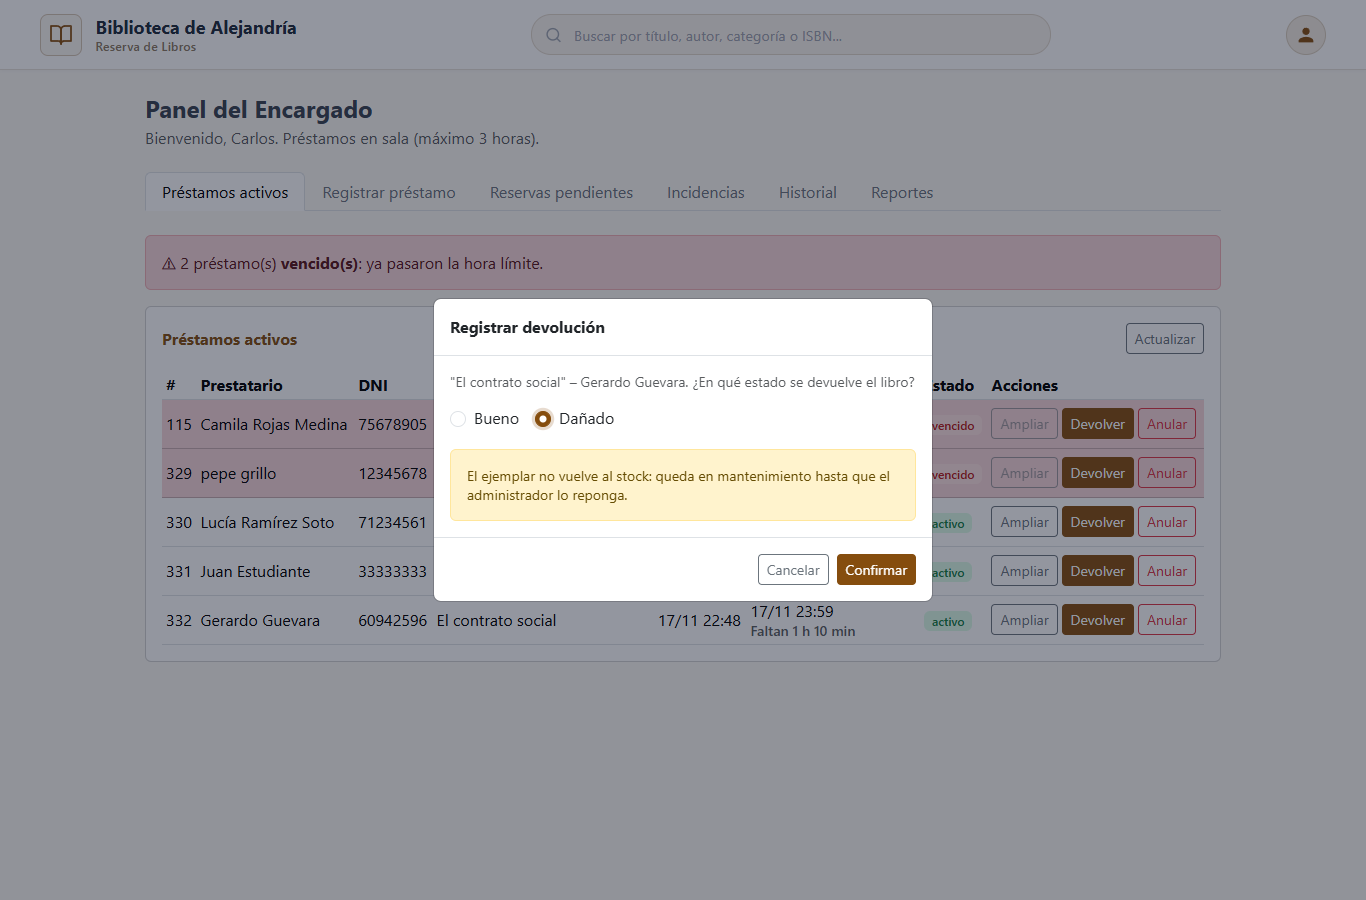 Biblioteca de Alejandría
Reserva de Libros
Buscar por título, autor, categoría o ISBN...
Panel del Encargado
Bienvenido, Carlos. Préstamos en sala (máximo 3 horas).
Préstamos activos Registrar préstamo Reservas pendientes Incidencias Historial Reportes
⚠ 2 préstamo(s) vencido(s): ya pasaron la hora límite.
Préstamos activos Actualizar
# Prestatario DNI stado Acciones
115 Camila Rojas Medina 75678905 vencido Ampliar Devolver Anular
329 pepe grillo 12345678 vencido Ampliar Devolver Anular
330 Lucía Ramírez Soto 71234561 activo Ampliar Devolver Anular
331 Juan Estudiante 33333333 activo Ampliar Devolver Anular
332 Gerardo Guevara 60942596 El contrato social 17/11 22:48 17/11 23:59 activo Ampliar Devolver Anular
Faltan 1 h 10 min
Registrar devolución
"El contrato social" – Gerardo Guevara. ¿En qué estado se devuelve el libro?
Bueno Dañado
El ejemplar no vuelve al stock: queda en mantenimiento hasta que el
administrador lo reponga.
Cancelar Confirmar